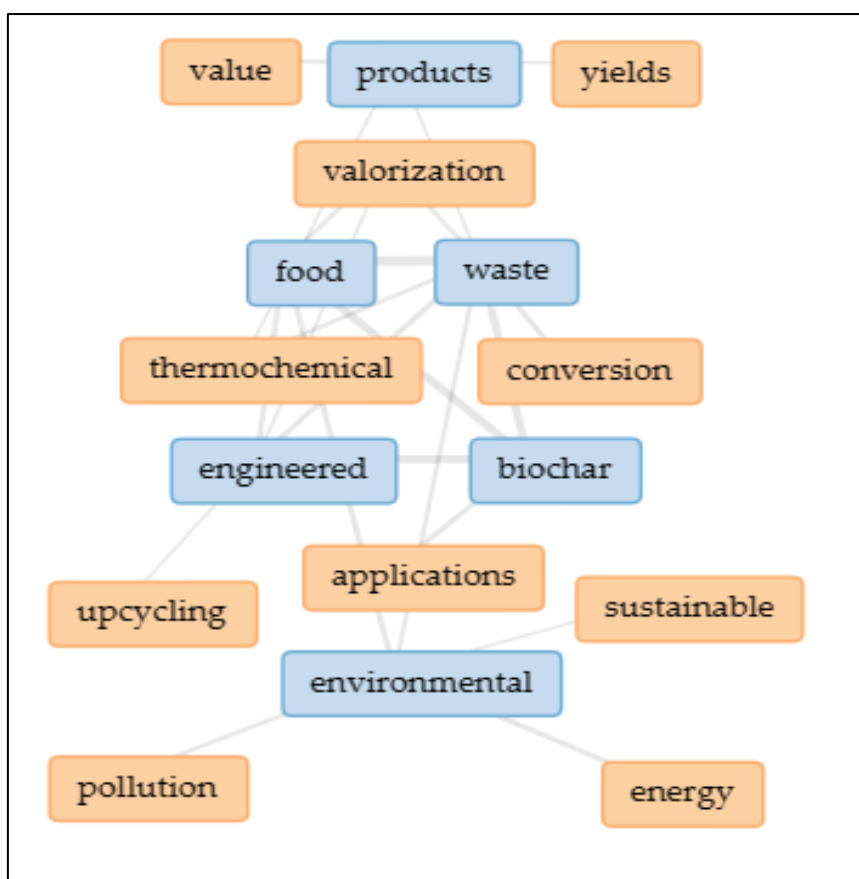 value products yields
valorization
food waste
thermochemical conversion
engineered biochar
applications
upcycling sustainable
environmental
pollution energy